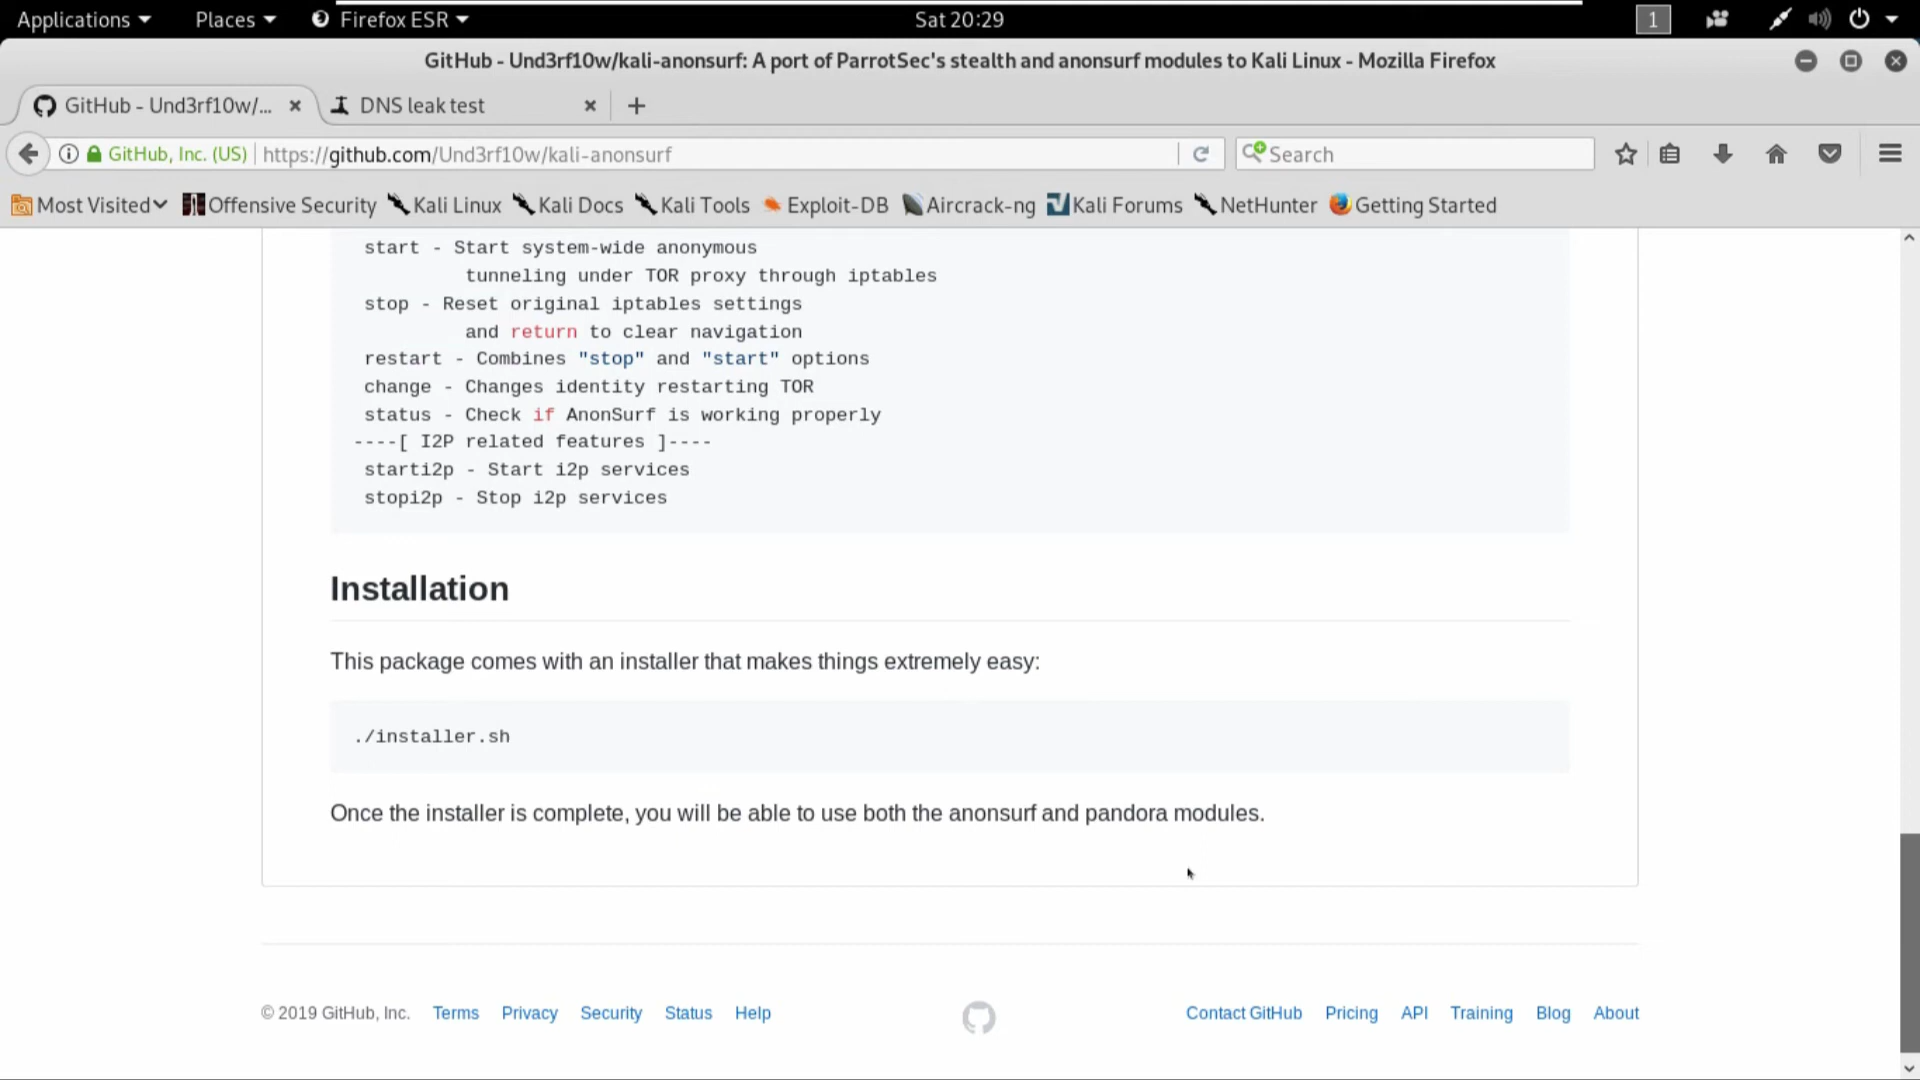 Applications Places Firefox ESR Sat 20:29 1
GitHub - Und3rf10w/kali-anonsurf: A port of ParrotSec's stealth and anonsurf modules to Kali Linux - Mozilla Firefox
GitHub - Und3rf10w/... DNS leak test
GitHub, Inc. (US) https://github.com/Und3rf10w/kali-anonsurf Search
Most Visited Offensive Security Kali Linux Kali Docs Kali Tools Exploit-DB Aircrack-ng Kali Forums NetHunter Getting Started
start - Start system-wide anonymous
tunneling under TOR proxy through iptables
stop - Reset original iptables settings
and return to clear navigation
restart - Combines "stop" and "start" options
change - Changes identity restarting TOR
status - Check if AnonSurf is working properly
----[ I2P related features ]----
starti2p - Start i2p services
stopi2p - Stop i2p services
Installation
This package comes with an installer that makes things extremely easy:
./installer.sh
Once the installer is complete, you will be able to use both the anonsurf and pandora modules.
© 2019 GitHub, Inc. Terms Privacy Security Status Help Contact GitHub Pricing API Training Blog About